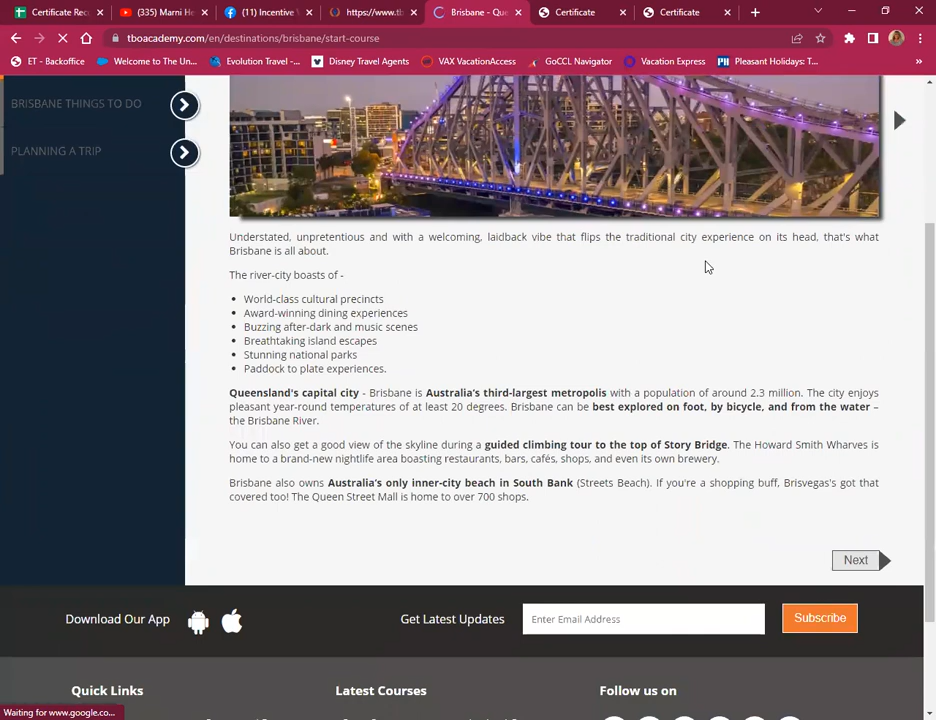 Certificate Rec
(335) Marni He
(11) Incentive
https://www.tb
Brisbane - Que
Certificate
Certificate
tboacademy.com/en/destinations/brisbane/start-course
ET - Backoffice
Welcome to The Un...
Evolution Travel -...
Disney Travel Agents
VAX VacationAccess
GoCCL Navigator
Vacation Express
Pleasant Holidays: T...
»
BRISBANE THINGS TO DO
PLANNING A TRIP
Understated, unpretentious and with a welcoming, laidback vibe that flips the traditional city experience on its head, that's what
Brisbane is all about.
The river-city boasts of -
• World-class cultural precincts
• Award-winning dining experiences
• Buzzing after-dark and music scenes
• Breathtaking island escapes
• Stunning national parks
• Paddock to plate experiences.
Queensland's capital city - Brisbane is Australia's third-largest metropolis with a population of around 2.3 million. The city enjoys
pleasant year-round temperatures of at least 20 degrees. Brisbane can be best explored on foot, by bicycle, and from the water –
the Brisbane River.
You can also get a good view of the skyline during a guided climbing tour to the top of Story Bridge. The Howard Smith Wharves is
home to a brand-new nightlife area boasting restaurants, bars, cafés, shops, and even its own brewery.
Brisbane also owns Australia's only inner-city beach in South Bank (Streets Beach). If you're a shopping buff, Brisvegas's got that
covered too! The Queen Street Mall is home to over 700 shops.
Next
Download Our App
Get Latest Updates
Enter Email Address
Subscribe
Quick Links
Latest Courses
Follow us on
Waiting for www.google.co...